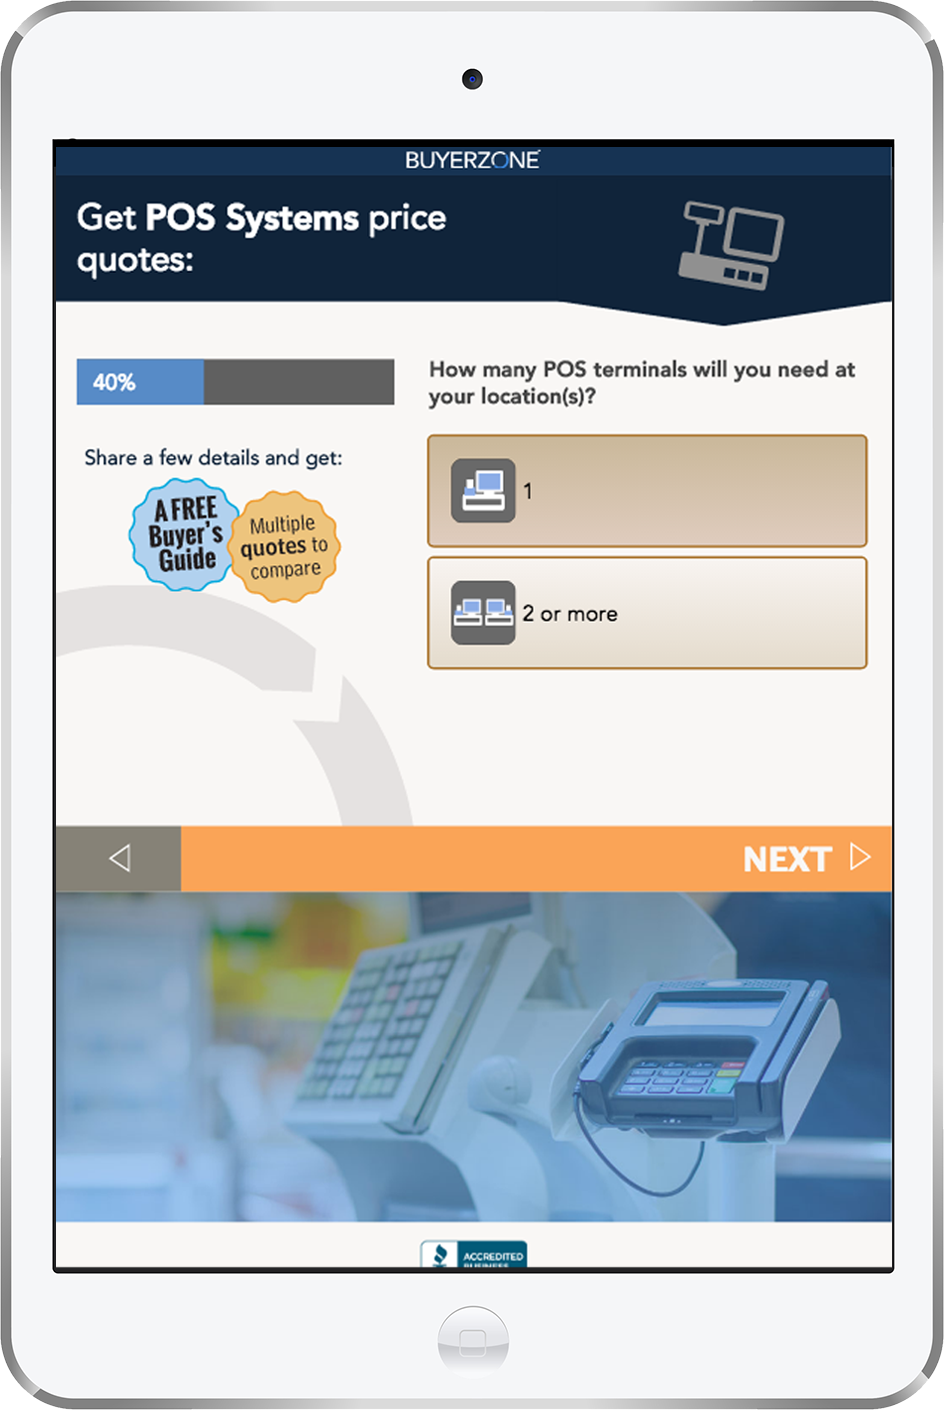 BUYERZONE
Get POS Systems price
quotes:
40%
Share a few details and get:
A FREE
Buyer's
Guide
Multiple
quotes to
compare
How many POS terminals will you need at
your location(s)?
1
2 or more
NEXT
ACCREDITED
BUSINESS